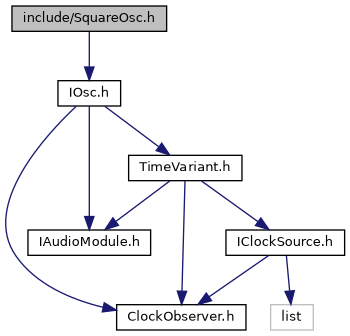 include/SquareOsc.h
IOsc.h
TimeVariant.h
IAudioModule.h
IClockSource.h
ClockObserver.h
list